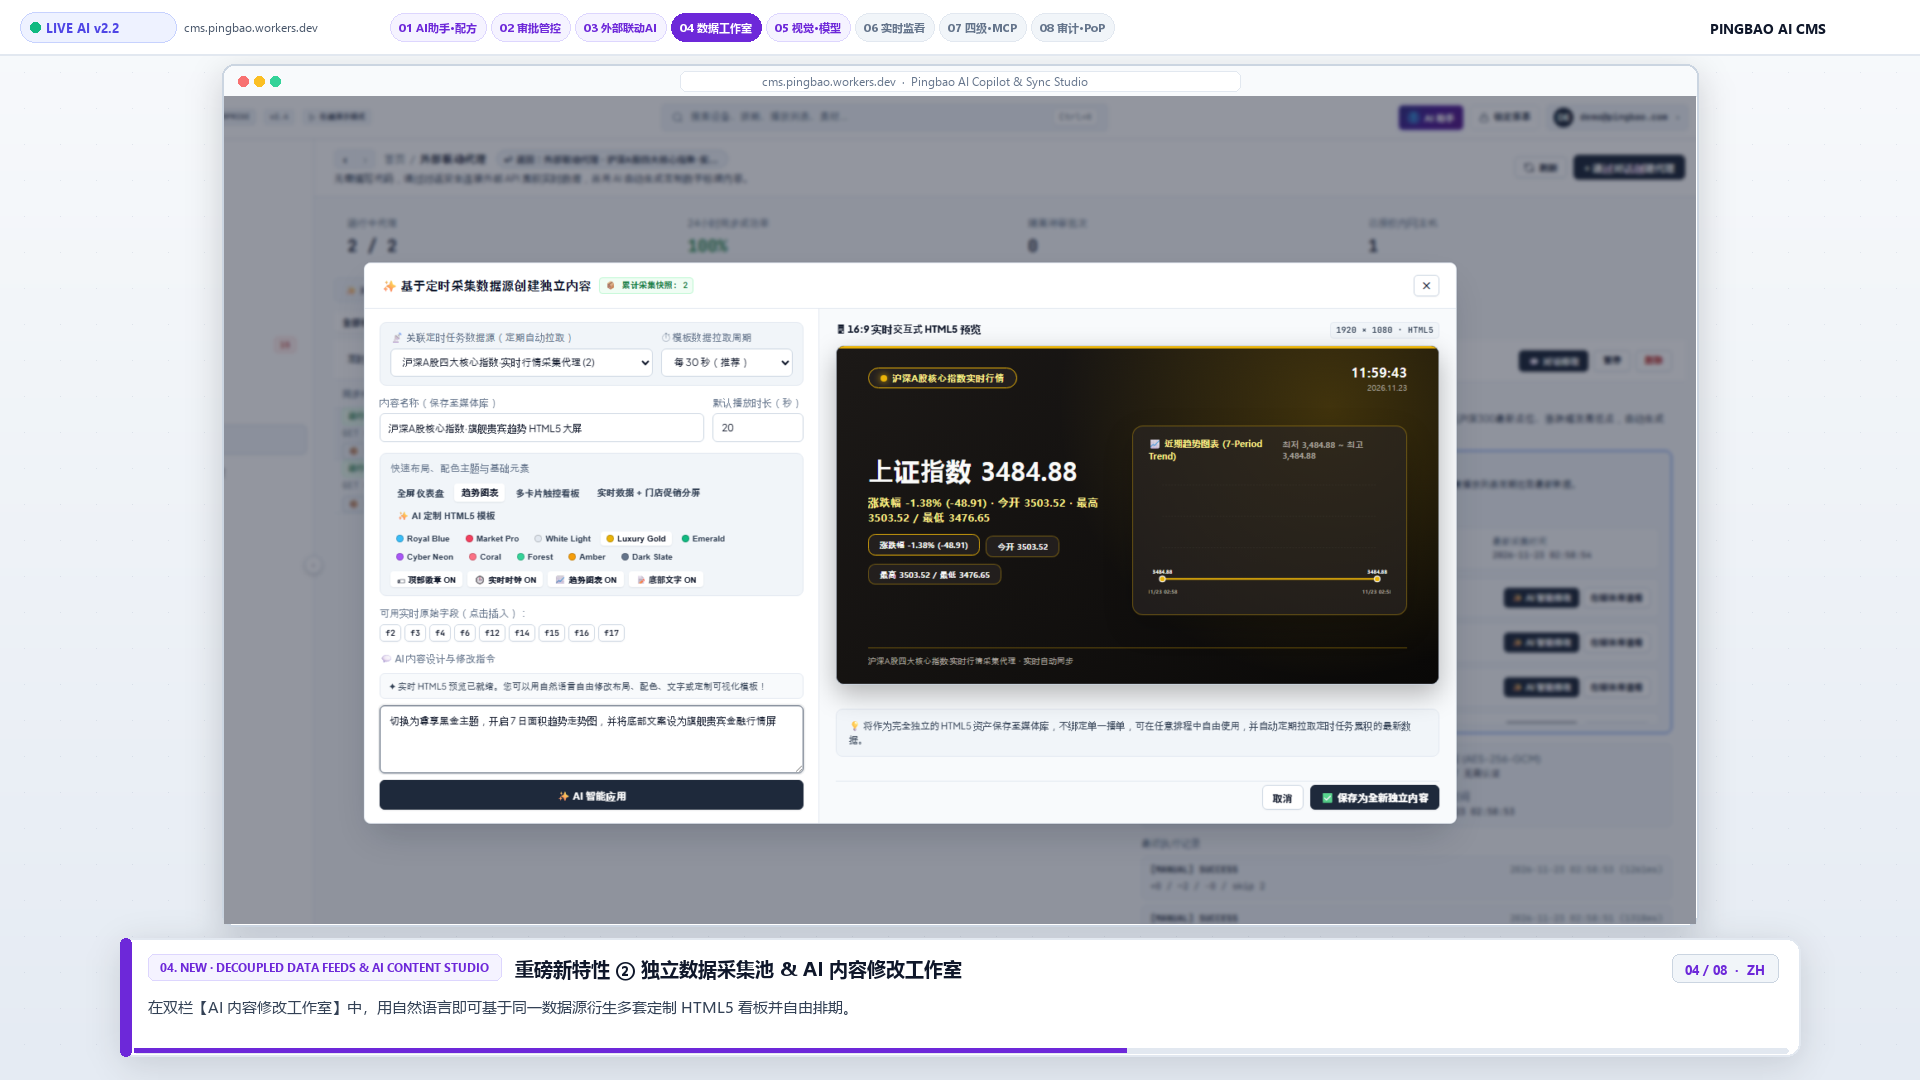 LIVE AI v2.2
cms.pingbao.workers.dev
01 AI助手•配方
02 审批管控
03 外部联动AI
04 数据工作室
05 视觉•模型
06 实时监看
07 四级•MCP
08 审计•PoP
PINGBAO AI CMS
cms.pingbao.workers.dev · Pingbao AI Copilot & Sync Studio
2 / 2
100%
0
1
基于定时采集数据源创建独立内容
累计采集快照: 2
关联定时任务数据源（定期自动拉取）
模板数据拉取周期
沪深A股四大核心指数·实时行情采集代理 (2)
每 30 秒（推荐）
内容名称（保存至媒体库）
默认播放时长（秒）
沪深A股核心指数·旗舰贵宾趋势 HTML5 大屏
20
快速布局、配色主题与基础元素
全屏仪表盘
趋势图表
多卡片触控看板
实时数据 + 门店促销分屏
AI 定制 HTML5 模板
Royal Blue
Market Pro
White Light
Luxury Gold
Emerald
Cyber Neon
Coral
Forest
Amber
Dark Slate
顶部徽章 ON
实时时钟 ON
趋势图表 ON
底部文字 ON
可用实时原始字段（点击插入）:
f2
f3
f4
f6
f12
f14
f15
f16
f17
AI 内容设计与修改指令
实时 HTML5 预览已就绪。您可以用自然语言自由修改布局、配色、文字或定制可视化模板！
切换为尊享黑金主题，开启 7 日面积趋势走势图，并将底部文案设为旗舰贵宾金融行情屏
AI 智能应用
16:9 实时交互式 HTML5 预览
1920 × 1080 · HTML5
沪深A股核心指数实时行情
11:59:43
2026.11.23
上证指数 3484.88
涨跌幅 -1.38% (-48.91) · 今开 3503.52 · 最高
3503.52 / 最低 3476.65
涨跌幅 -1.38% (-48.91)
今开 3503.52
最高 3503.52 / 最低 3476.65
近期趋势图表 (7-Period
Trend)
最低 3,484.88 – 最高
3,484.88
3484.88
3484.88
11/23 02:58
沪深A股四大核心指数·实时行情采集代理 · 实时自动同步
将作为完全独立的 HTML5 资产保存至媒体库，不绑定单一播单，可在任意排程中自由使用，并自动定期拉取定时任务累积的最新数
据。
取消
保存为全新独立内容
04. NEW · DECOUPLED DATA FEEDS & AI CONTENT STUDIO
重磅新特性 ② 独立数据采集池 & AI 内容修改工作室
04 / 08 · ZH
在双栏【AI 内容修改工作室】中，用自然语言即可基于同一数据源衍生多套定制 HTML5 看板并自由排期。